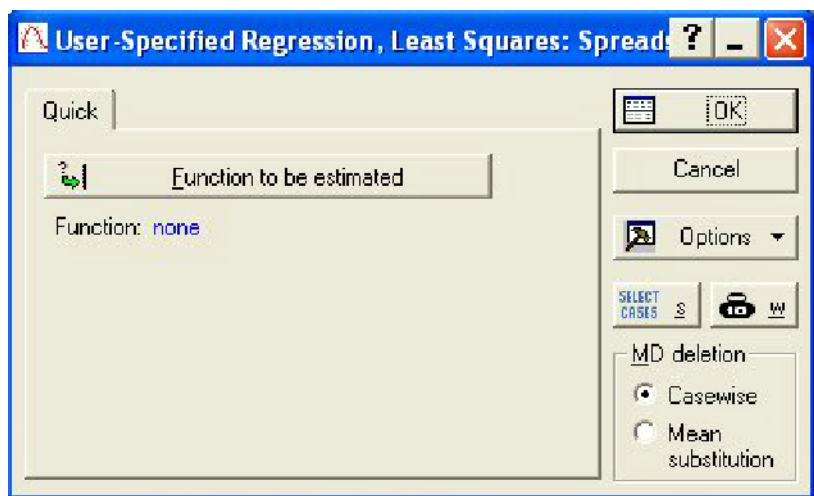 User-Specified Regression, Least Squares: Spreads
?
Quick
OK
Function to be estimated
Cancel
Function: none
Options
SELECT CASES S
W
MD deletion
Casewise
Mean
substitution